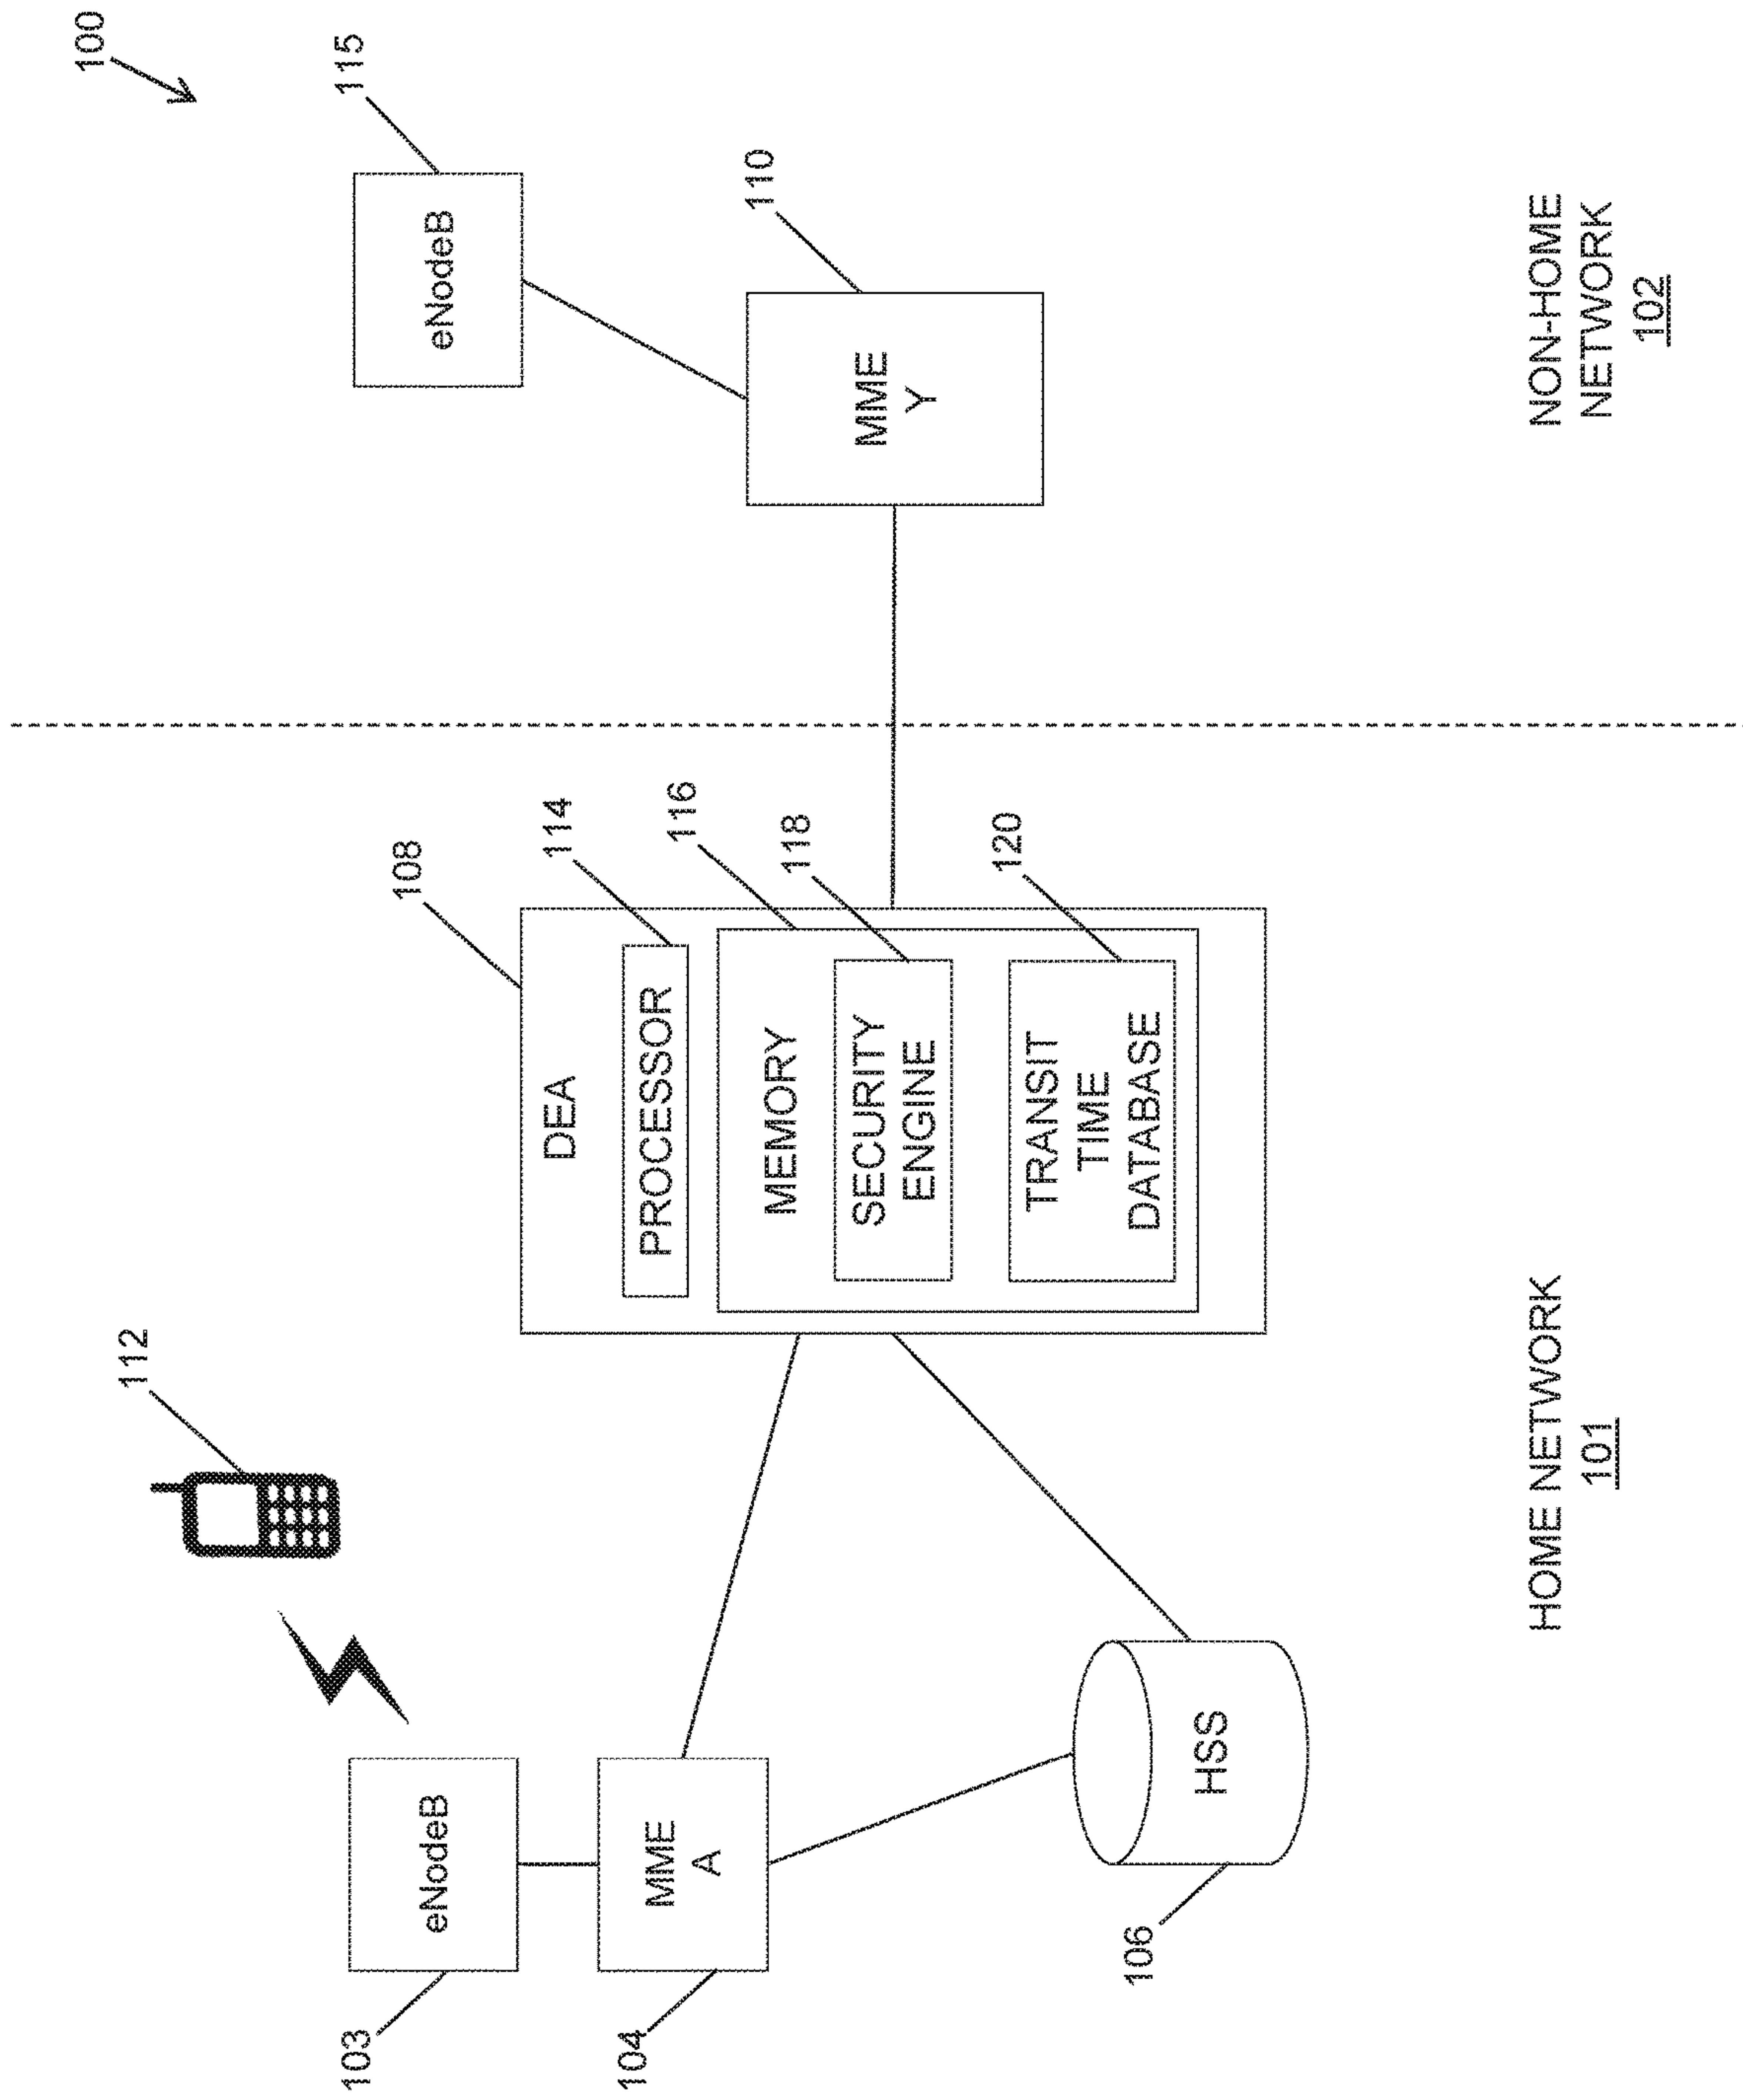 100
115
eNodeB
110
MME
Y
NON-HOME
NETWORK
102
108
114
116
118
120
DEA
PROCESSOR
MEMORY
SECURITY
ENGINE
TRANSIT
TIME
DATABASE
112
eNodeB
103
MME
A
104
HSS
106
HOME NETWORK
101